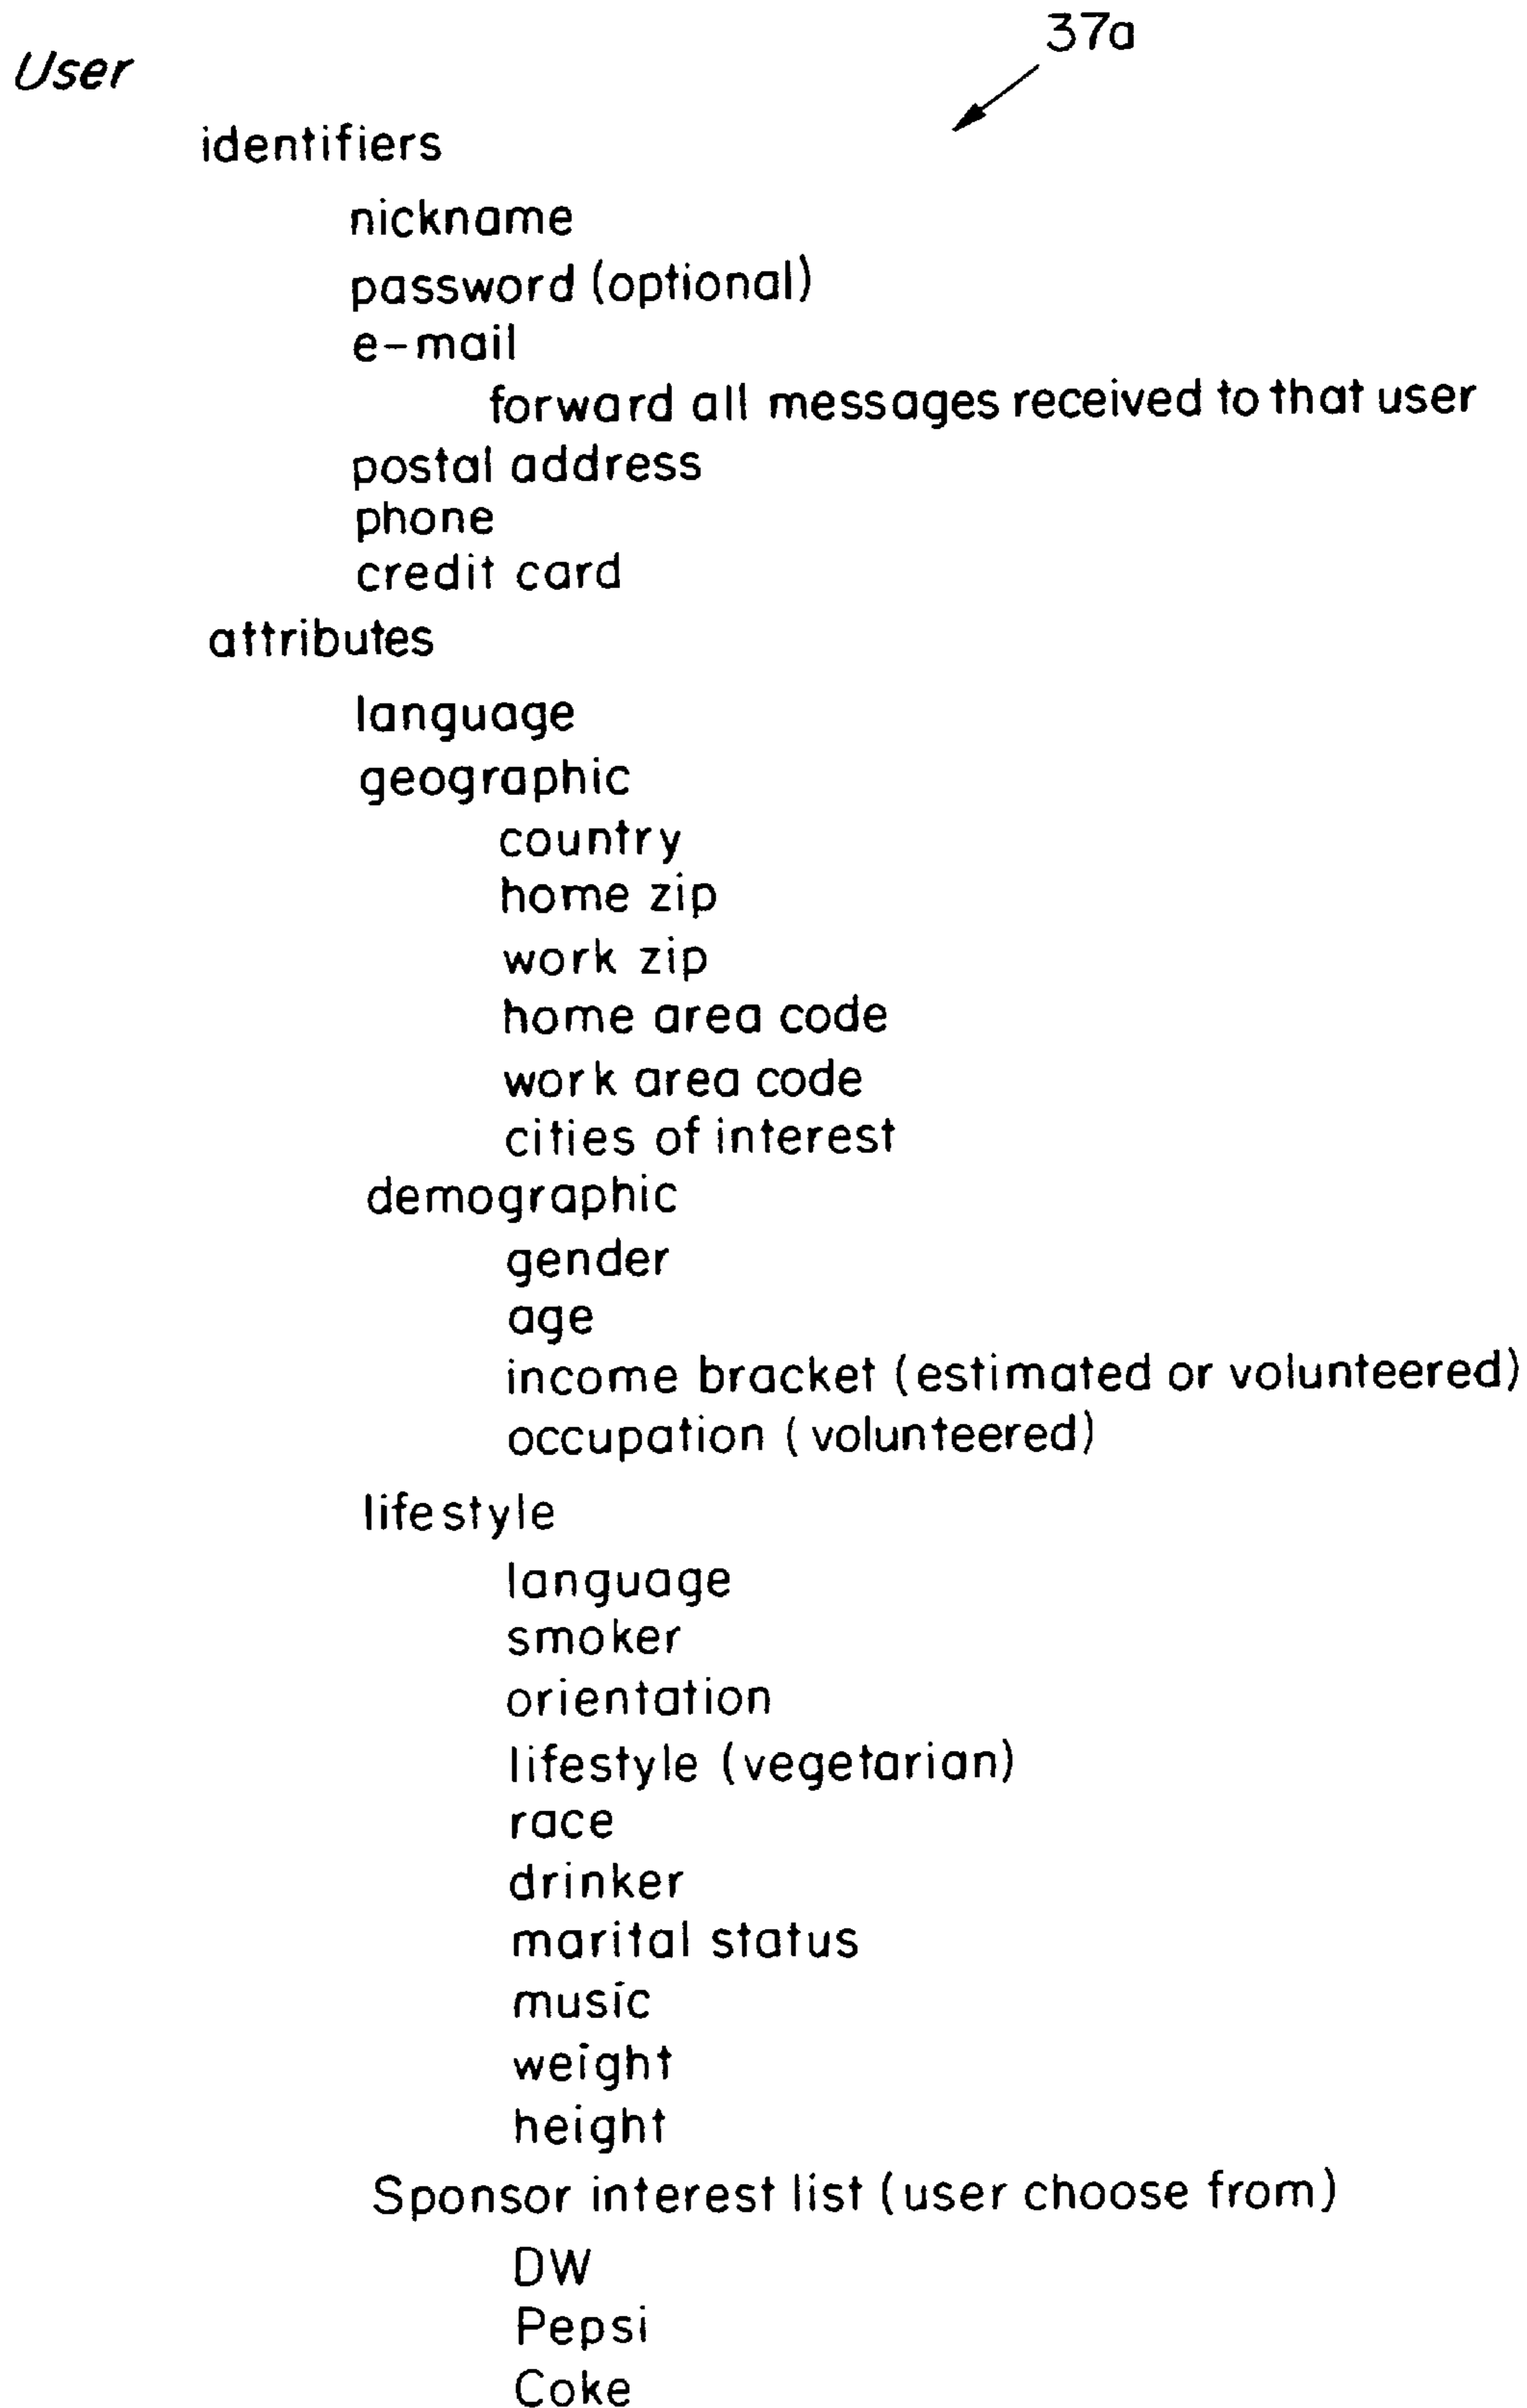 37a
User
identifiers
nickname
password (optional)
e-mail
forward all messages received to that user
postal address
phone
credit card
attributes
language
geographic
country
home zip
work zip
home area code
work area code
cities of interest
demographic
gender
age
income bracket (estimated or volunteered)
occupation (volunteered)
lifestyle
language
smoker
orientation
lifestyle (vegetarian)
race
drinker
marital status
music
weight
height
Sponsor interest list (user choose from)
DW
Pepsi
Coke